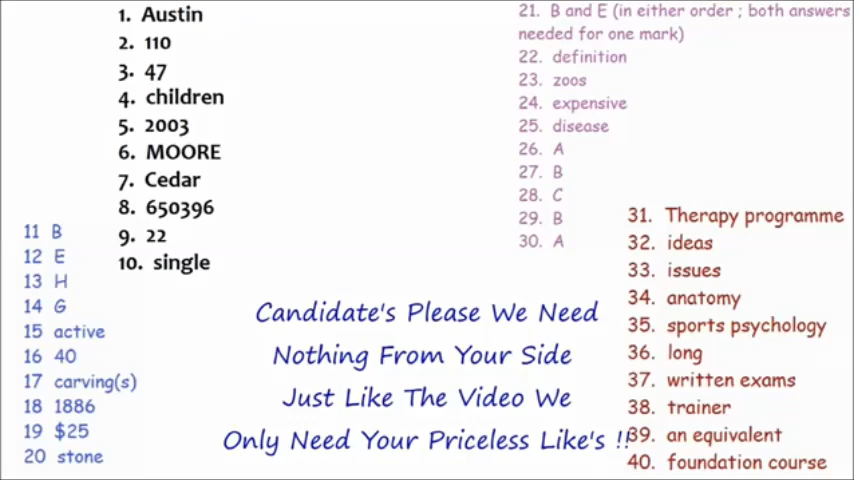 1. Austin
2. 110
3. 47
4. children
5. 2003
6. MOORE
7. Cedar
8. 650396
9. 22
10. single
11 B
12 E
13 H
14 G
15 active
16 40
17 carving(s)
18 1886
19 $25
20 stone
21. B and E (in either order ; both answers
needed for one mark)
22. definition
23. zoos
24. expensive
25. disease
26. A
27. B
28. C
29. B
30. A
31. Therapy programme
32. ideas
33. issues
34. anatomy
35. sports psychology
36. long
37. written exams
38. trainer
39. an equivalent
40. foundation course
Candidate's Please We Need
Nothing From Your Side
Just Like The Video We
Only Need Your Priceless Like's !!